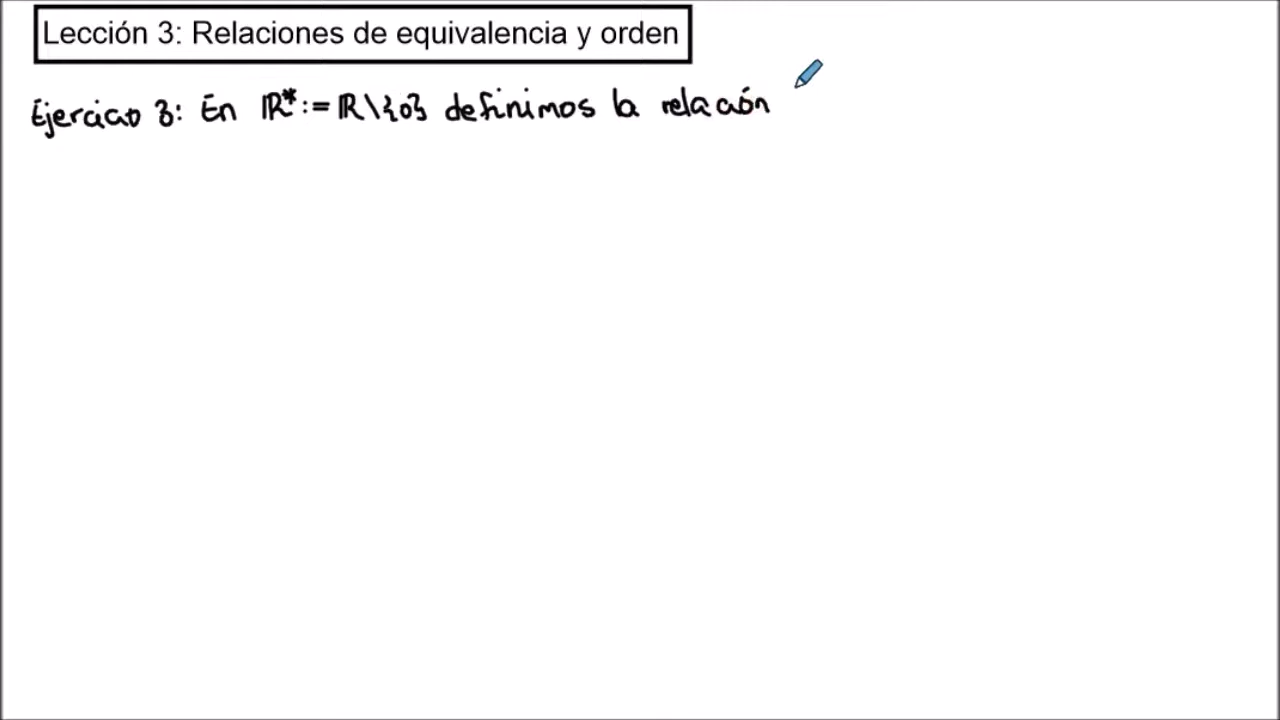 Lección 3: Relaciones de equivalencia y orden
Ejercicio 3: En ℝ* := ℝ\{0} definimos la relación